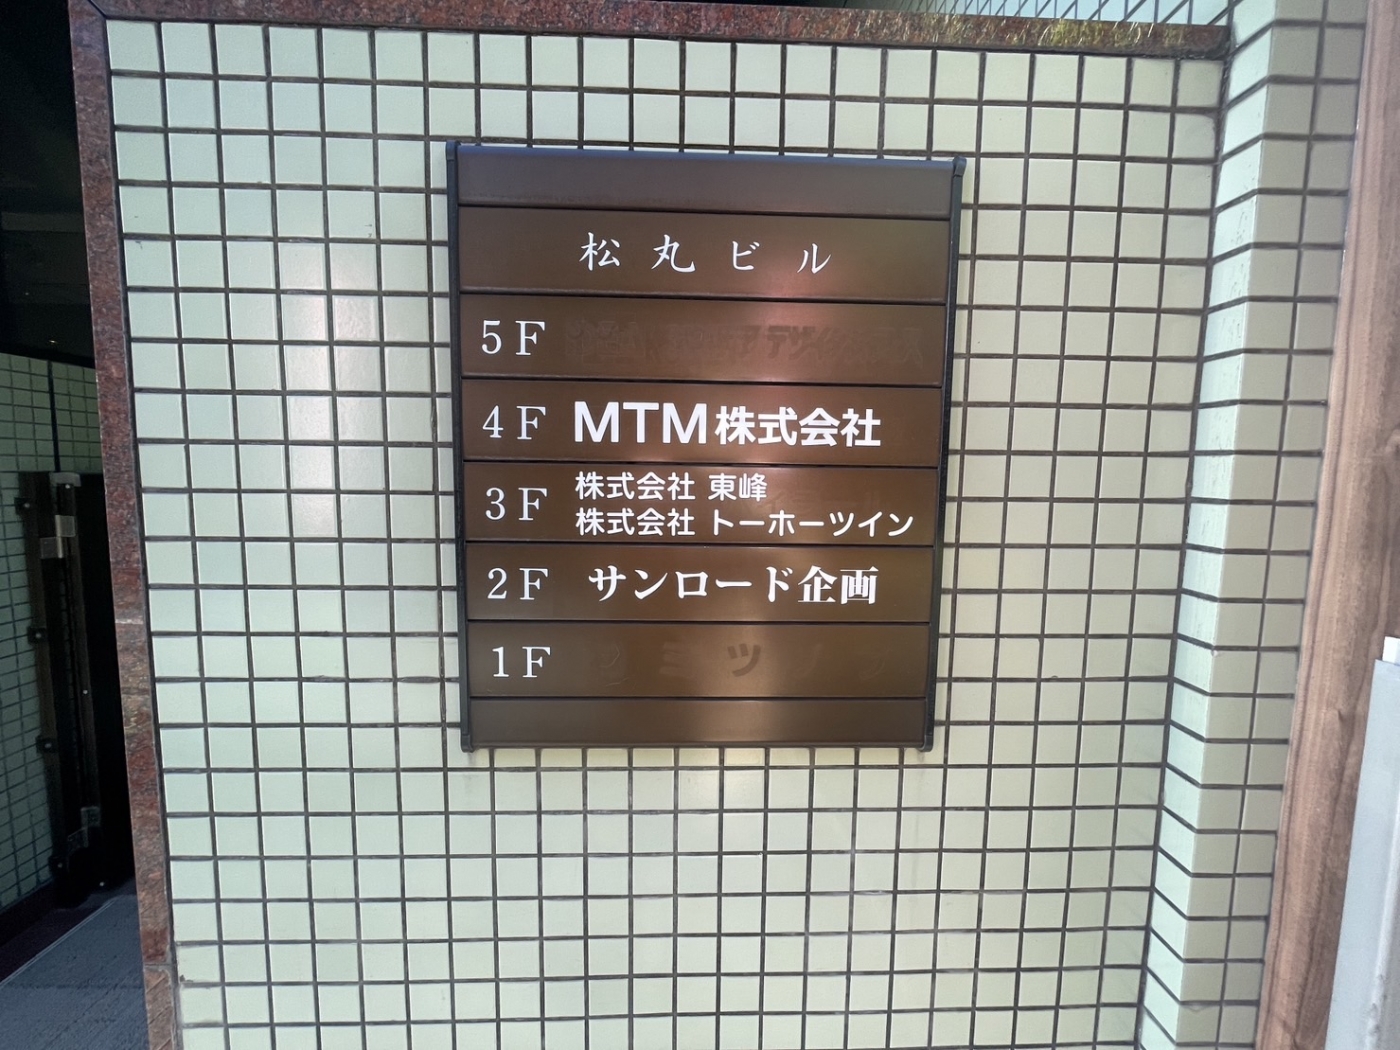 松丸ビル
5F
4F MTM株式会社
3F 株式会社 東峰
株式会社 トーホーツイン
2F サンロード企画
1F